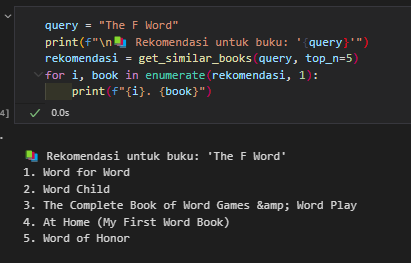 query = "The F Word"
print(f"\n📚 Rekomendasi untuk buku: '{query}'")
rekomendasi = get_similar_books(query, top_n=5)
for i, book in enumerate(rekomendasi, 1):
    print(f"{i}. {book}")
4]
✓ 0.0s
📚 Rekomendasi untuk buku: 'The F Word'
1. Word for Word
2. Word Child
3. The Complete Book of Word Games &amp; Word Play
4. At Home (My First Word Book)
5. Word of Honor